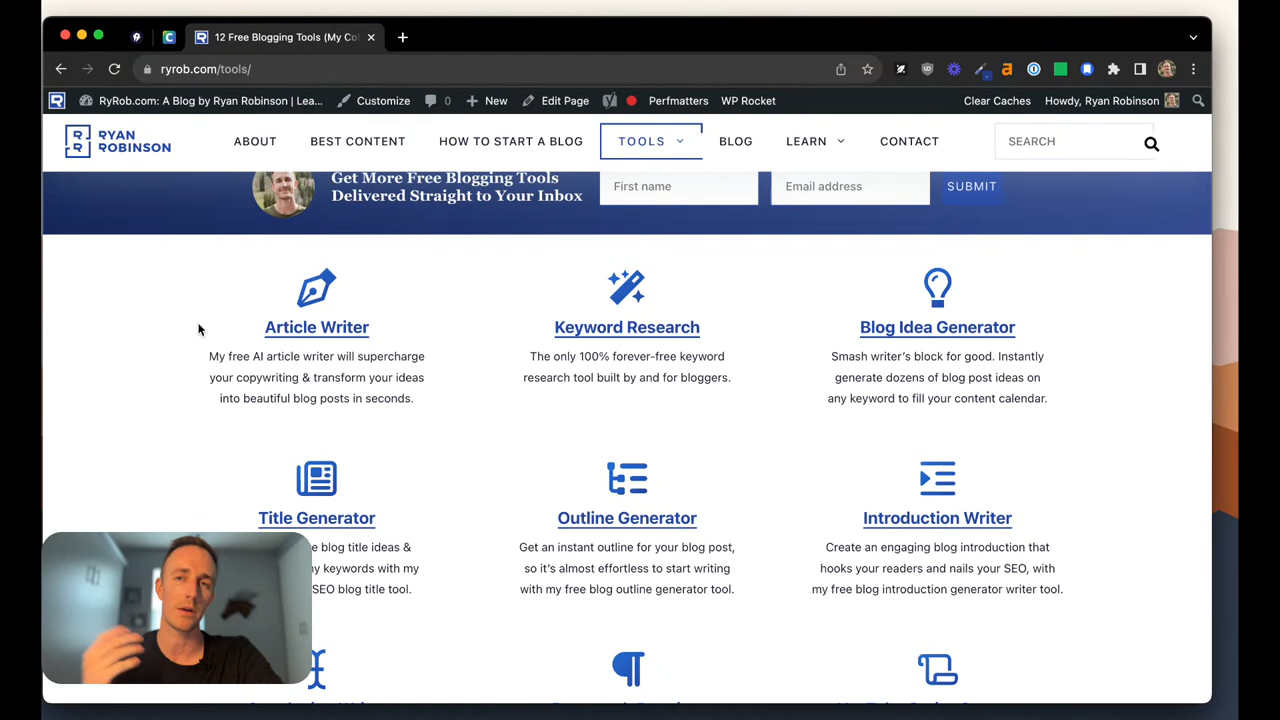 12 Free Blogging Tools (My Co
ryrob.com/tools/
RyRob.com: A Blog by Ryan Robinson | Lea...
Customize
0
New
Edit Page
Perfmatters
WP Rocket
Clear Caches
Howdy, Ryan Robinson
RYAN
ROBINSON
ABOUT
BEST CONTENT
HOW TO START A BLOG
TOOLS
BLOG
LEARN
CONTACT
SEARCH
Get More Free Blogging Tools
Delivered Straight to Your Inbox
First name
Email address
SUBMIT
Article Writer
My free AI article writer will supercharge
your copywriting & transform your ideas
into beautiful blog posts in seconds.
Keyword Research
The only 100% forever-free keyword
research tool built by and for bloggers.
Blog Idea Generator
Smash writer's block for good. Instantly
generate dozens of blog post ideas on
any keyword to fill your content calendar.
Title Generator
e blog title ideas &
ny keywords with my
SEO blog title tool.
Outline Generator
Get an instant outline for your blog post,
so it's almost effortless to start writing
with my free blog outline generator tool.
Introduction Writer
Create an engaging blog introduction that
hooks your readers and nails your SEO, with
my free blog introduction generator writer tool.